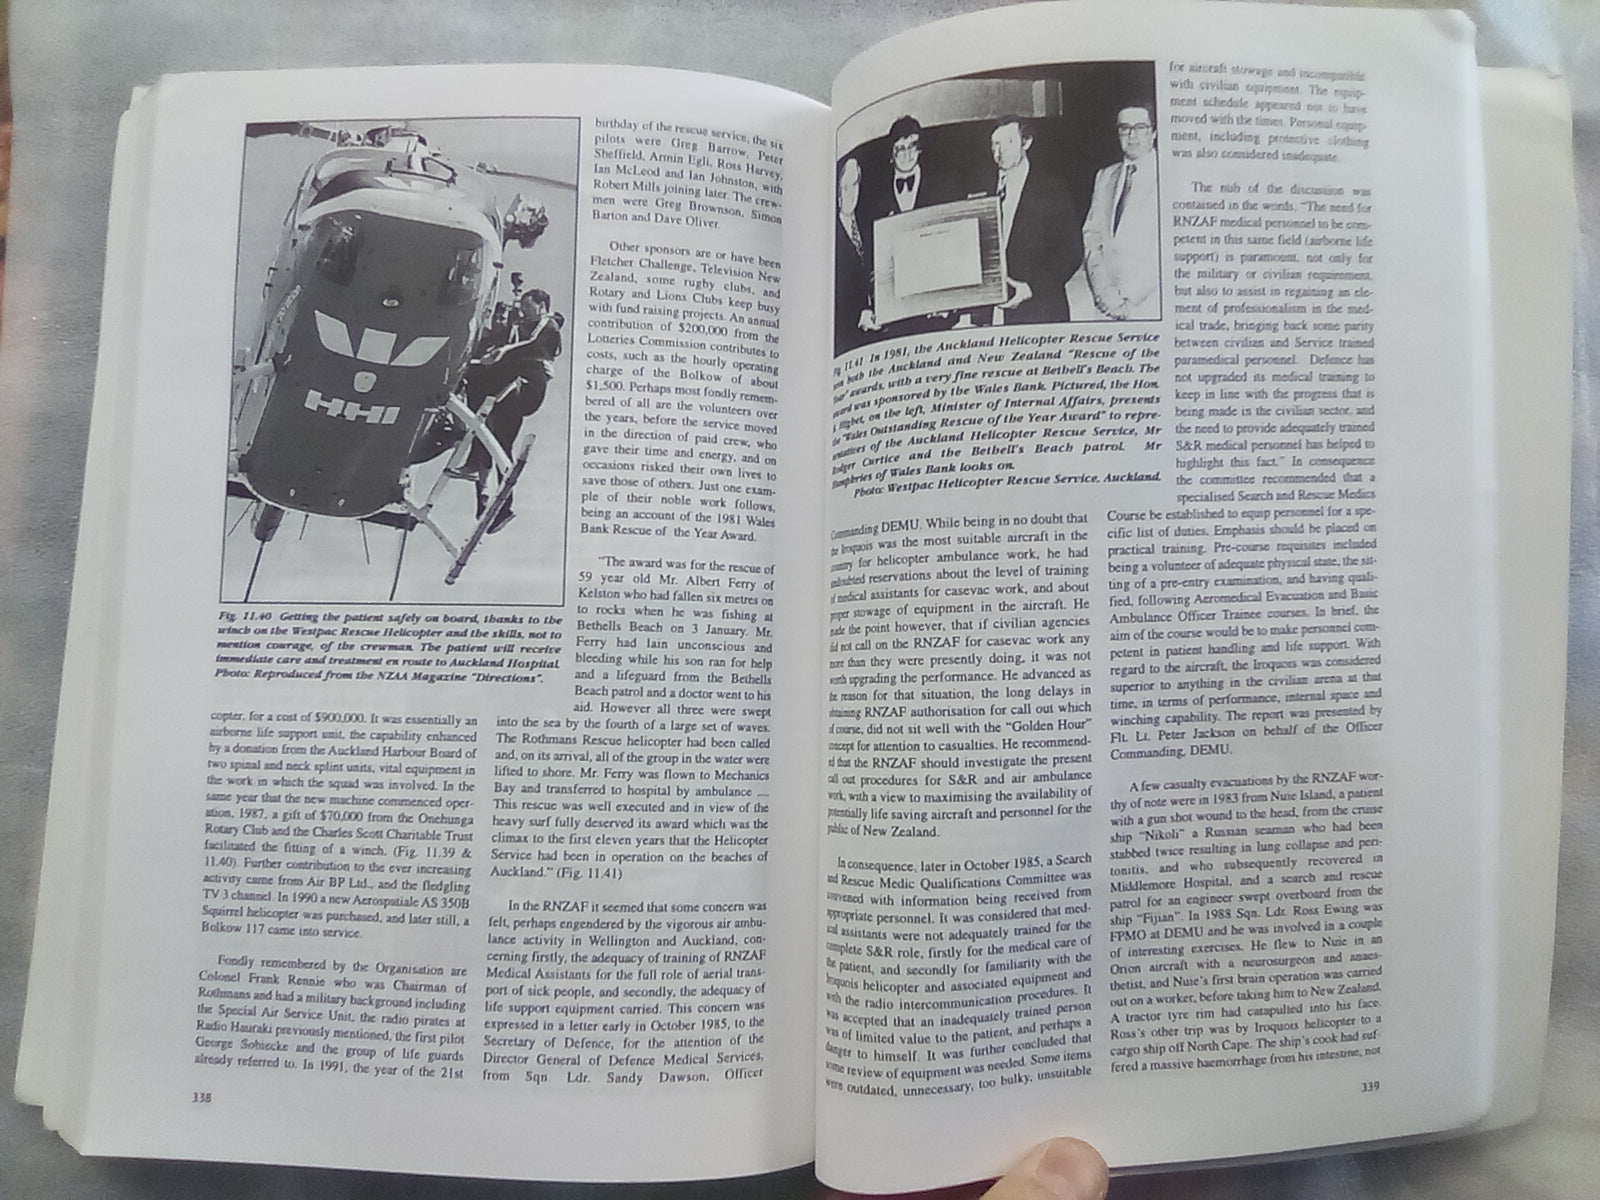 HHI
Fig. 11.40 Getting the patient safely on board, thanks to the
winch on the Westpac Rescue Helicopter and the skills, not to
mention courage, of the crewman. The patient will receive
immediate care and treatment en route to Auckland Hospital.
Photo: Reproduced from the NZAA Magazine "Directions".
copter, for a cost of $900,000. It was essentially an
airborne life support unit, the capability enhanced
by a donation from the Auckland Harbour Board of
two spinal and neck splint units, vital equipment in
the work in which the squad was involved. In the
same year that the new machine commenced oper-
ation, 1987, a gift of $70,000 from the Onehunga
Rotary Club and the Charles Scott Charitable Trust
facilitated the fitting of a winch. (Fig. 11.39 &
11.40). Further contribution to the ever increasing
activity came from Air BP Ltd., and the fledgling
TV 3 channel. In 1990 a new Aerospatiale AS 350B
Squirrel helicopter was purchased, and later still, a
Bolkow 117 came into service.
Fondly remembered by the Organisation are
Colonel Frank Rennie who was Chairman of
Rothmans and had a military background including
the Special Air Service Unit, the radio pirates at
Radio Hauraki previously mentioned, the first pilot
George Sobiecke and the group of life guards
already referred to. In 1991, the year of the 21st
338
birthday of the rescue service, the six
pilots were Greg Barrow, Peter
Sheffield, Armin Egli, Ross Harvey,
Ian McLeod and Ian Johnston, with
Robert Mills joining later. The crew-
men were Greg Brownson, Simon
Barton and Dave Oliver.
Other sponsors are or have been
Fletcher Challenge, Television New
Zealand, some rugby clubs, and
Rotary and Lions Clubs keep busy
with fund raising projects. An annual
contribution of $200,000 from the
Lotteries Commission contributes to
costs, such as the hourly operating
charge of the Bolkow of about
$1,500. Perhaps most fondly remem-
bered of all are the volunteers over
the years, before the service moved
in the direction of paid crew, who
gave their time and energy, and on
occasions risked their own lives to
save those of others. Just one exam-
ple of their noble work follows,
being an account of the 1981 Wales
Bank Rescue of the Year Award.
"The award was for the rescue of
59 year old Mr. Albert Ferry of
Kelston who had fallen six metres on
to rocks when he was fishing at
Bethells Beach on 3 January. Mr.
Ferry had lain unconscious and
bleeding while his son ran for help
and a lifeguard from the Bethells
Beach patrol and a doctor went to his
aid. However all three were swept
into the sea by the fourth of a large set of waves.
The Rothmans Rescue helicopter had been called
and, on its arrival, all of the group in the water were
lifted to shore. Mr. Ferry was flown to Mechanics
Bay and transferred to hospital by ambulance ....
This rescue was well executed and in view of the
heavy surf fully deserved its award which was the
climax to the first eleven years that the Helicopter
Service had been in operation on the beaches of
Auckland." (Fig. 11.41)
In the RNZAF it seemed that some concern was
felt, perhaps engendered by the vigorous air ambu-
lance activity in Wellington and Auckland, con-
cerning firstly, the adequacy of training of RNZAF
Medical Assistants for the full role of aerial trans-
port of sick people, and secondly, the adequacy of
life support equipment carried. This concern was
expressed in a letter early in October 1985, to the
Secretary of Defence, for the attention of the
Director General of Defence Medical Services,
from Sqn Ldr. Sandy Dawson, Officer
11.41 In 1981, the Auckland Helicopter Rescue Service
both the Auckland and New Zealand "Rescue of the
Year" awards, with a very fine rescue at Bethell's Beach. The
was sponsored by the Wales Bank. Pictured, the Hon.
Highet, on the left, Minister of Internal Affairs, presents
"Wales Outstanding Rescue of the Year Award" to repre-
of the Auckland Helicopter Rescue Service, Mr
Curtice and the Bethell's Beach patrol. Mr
of Wales Bank looks on.
Photo: Westpac Helicopter Rescue Service, Auckland.
Commanding DEMU. While being in no doubt that
the Iroquois was the most suitable aircraft in the
country for helicopter ambulance work, he had
undoubted reservations about the level of training
of medical assistants for casevac work, and about
proper stowage of equipment in the aircraft. He
made the point however, that if civilian agencies
did not call on the RNZAF for casevac work any
more than they were presently doing, it was not
worth upgrading the performance. He advanced as
the reason for that situation, the long delays in
obtaining RNZAF authorisation for call out which
of course, did not sit well with the "Golden Hour"
concept for attention to casualties. He recommend-
ed that the RNZAF should investigate the present
call out procedures for S&R and air ambulance
work, with a view to maximising the availability of
potentially life saving aircraft and personnel for the
public of New Zealand.
In consequence, later in October 1985, a Search
and Rescue Medic Qualifications Committee was
convened with information being received from
appropriate personnel. It was considered that med-
ical assistants were not adequately trained for the
complete S&R role, firstly for the medical care of
the patient, and secondly for familiarity with the
Iroquois helicopter and associated equipment and
with the radio intercommunication procedures. It
was accepted that an inadequately trained person
was of limited value to the patient, and perhaps a
danger to himself. It was further concluded that
some review of equipment was needed. Some items
were outdated, unnecessary, too bulky, unsuitable
for aircraft stowage and incompatible
with civilian equipment. The equip-
ment schedule appeared not to have
moved with the times. Personal equip-
ment, including protective clothing
was also considered inadequate.
The nub of the discussion was
contained in the words, "The need for
RNZAF medical personnel to be com-
petent in this same field (airborne life
support) is paramount, not only for
the military or civilian requirement,
but also to assist in regaining an ele-
ment of professionalism in the med-
ical trade, bringing back some parity
between civilian and Service trained
paramedical personnel. Defence has
not upgraded its medical training to
keep in line with the progress that is
being made in the civilian sector, and
the need to provide adequately trained
S&R medical personnel has helped to
highlight this fact." In consequence
the committee recommended that a
specialised Search and Rescue Medics
Course be established to equip personnel for a spe-
cific list of duties. Emphasis should be placed on
practical training. Pre-course requisites included
being a volunteer of adequate physical state, the sit-
ting of a pre-entry examination, and having quali-
fied, following Aeromedical Evacuation and Basic
Ambulance Officer Trainee courses. In brief, the
aim of the course would be to make personnel com-
petent in patient handling and life support. With
regard to the aircraft, the Iroquois was considered
superior to anything in the civilian arena at that
time, in terms of performance, internal space and
winching capability. The report was presented by
Flt. Lt. Peter Jackson on behalf of the Officer
Commanding, DEMU.
A few casualty evacuations by the RNZAF wor-
thy of note were in 1983 from Nuie Island, a patient
with a gun shot wound to the head, from the cruise
ship "Nikoli" a Russian seaman who had been
stabbed twice resulting in lung collapse and peri-
tonitis, and who subsequently recovered in
Middlemore Hospital, and a search and rescue
patrol for an engineer swept overboard from the
ship "Fijian". In 1988 Sqn. Ldr. Ross Ewing was
FPMO at DEMU and he was involved in a couple
of interesting exercises. He flew to Nuie in an
Orion aircraft with a neurosurgeon and anaes-
thetist, and Nuie's first brain operation was carried
out on a worker, before taking him to New Zealand.
A tractor tyre rim had catapulted into his face.
Ross's other trip was by Iroquois helicopter to a
cargo ship off North Cape. The ship's cook had suf-
fered a massive haemorrhage from his intestine, not
339